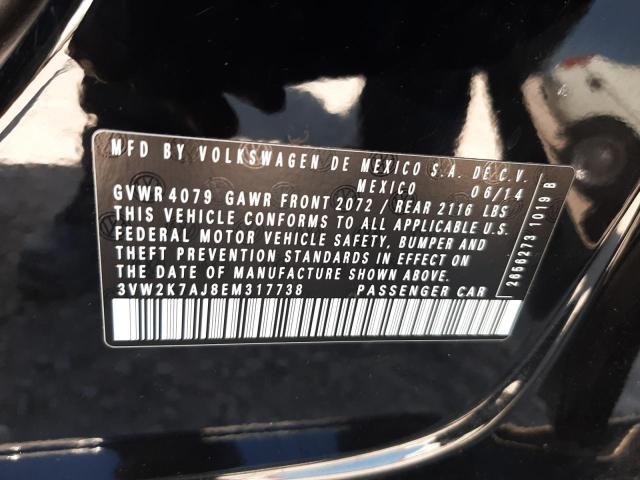 MFD BY VOLKSWAGEN DE MEXICO S.A. DE C.V.
MEXICO 06/14
GVWR 4079 GAWR FRONT 2072 / REAR 2116 LBS
THIS VEHICLE CONFORMS TO ALL APPLICABLE U.S.
FEDERAL MOTOR VEHICLE SAFETY, BUMPER AND
THEFT PREVENTION STANDARDS IN EFFECT ON
THE DATE OF MANUFACTURE SHOWN ABOVE.
3VW2K7AJ8EM317738 PASSENGER CAR
2656273 1019 B